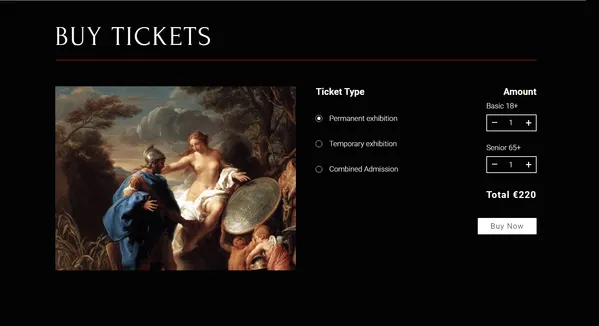 BUY TICKETS
Ticket Type
Permanent exhibition
Temporary exhibition
Combined Admission
Amount
Basic 18+
− 1 +
Senior 65+
− 1 +
Total €220
Buy Now